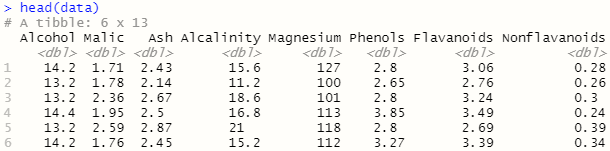 > head(data)
# A tibble: 6 x 13
Alcohol Malic Ash Alcalinity Magnesium Phenols Flavanoids Nonflavanoids
<dbl> <dbl> <dbl> <dbl> <dbl> <dbl> <dbl> <dbl>
1 14.2 1.71 2.43 15.6 127 2.8 3.06 0.28
2 13.2 1.78 2.14 11.2 100 2.65 2.76 0.26
3 13.2 2.36 2.67 18.6 101 2.8 3.24 0.3
4 14.4 1.95 2.5 16.8 113 3.85 3.49 0.24
5 13.2 2.59 2.87 21 118 2.8 2.69 0.39
6 14.2 1.76 2.45 15.2 112 3.27 3.39 0.34